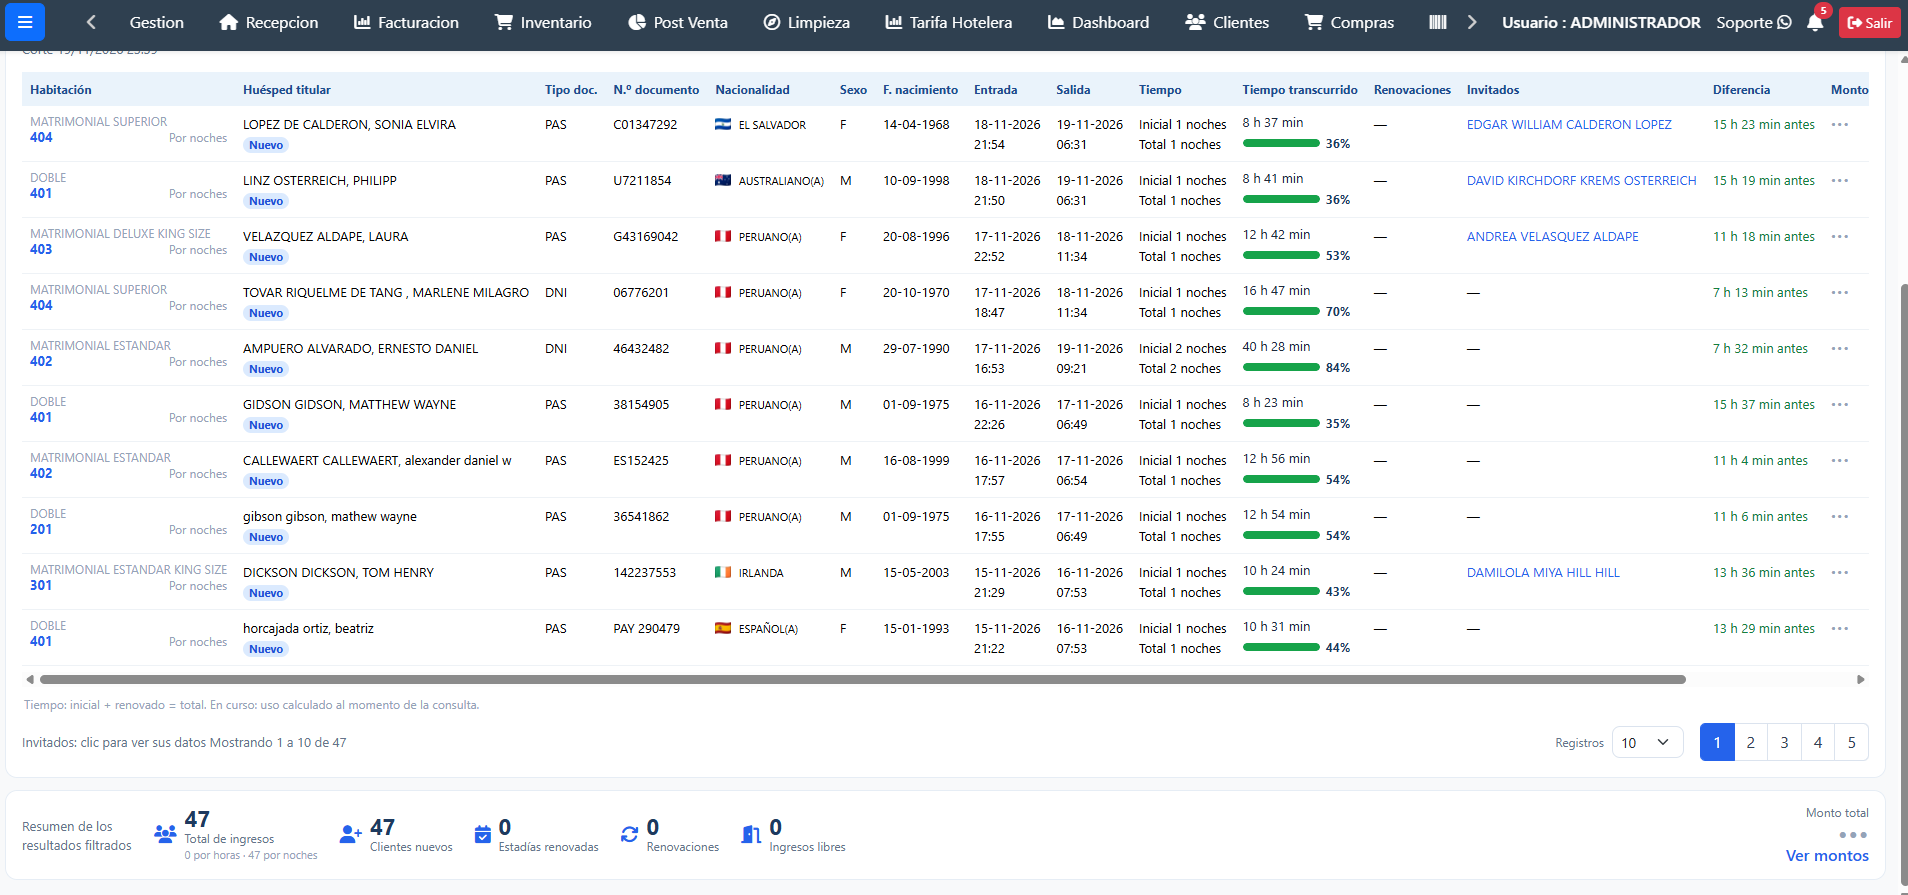 Gestion
Recepcion
Facturacion
Inventario
Post Venta
Limpieza
Tarifa Hotelera
Dashboard
Clientes
Compras
Usuario : ADMINISTRADOR
Soporte
5
Salir
Habitación Huésped titular Tipo doc. N.º documento Nacionalidad Sexo F. nacimiento Entrada Salida Tiempo Tiempo transcurrido Renovaciones Invitados Diferencia Monto
MATRIMONIAL SUPERIOR
404 Por noches LOPEZ DE CALDERON, SONIA ELVIRA Nuevo PAS C01347292 EL SALVADOR F 14-04-1968 18-11-2026 21:54 19-11-2026 06:31 Inicial 1 noches Total 1 noches 8 h 37 min 36% — EDGAR WILLIAM CALDERON LOPEZ 15 h 23 min antes •••
DOBLE
401 Por noches LINZ OSTERREICH, PHILIPP Nuevo PAS U7211854 AUSTRALIANO(A) M 10-09-1998 18-11-2026 21:50 19-11-2026 06:31 Inicial 1 noches Total 1 noches 8 h 41 min 36% — DAVID KIRCHDORF KREMS OSTERREICH 15 h 19 min antes •••
MATRIMONIAL DELUXE KING SIZE
403 Por noches VELAZQUEZ ALDAPE, LAURA Nuevo PAS G43169042 PERUANO(A) F 20-08-1996 17-11-2026 22:52 18-11-2026 11:34 Inicial 1 noches Total 1 noches 12 h 42 min 53% — ANDREA VELASQUEZ ALDAPE 11 h 18 min antes •••
MATRIMONIAL SUPERIOR
404 Por noches TOVAR RIQUELME DE TANG , MARLENE MILAGRO Nuevo DNI 06776201 PERUANO(A) F 20-10-1970 17-11-2026 18:47 18-11-2026 11:34 Inicial 1 noches Total 1 noches 16 h 47 min 70% — — 7 h 13 min antes •••
MATRIMONIAL ESTANDAR
402 Por noches AMPUERO ALVARADO, ERNESTO DANIEL Nuevo DNI 46432482 PERUANO(A) M 29-07-1990 17-11-2026 16:53 19-11-2026 09:21 Inicial 2 noches Total 2 noches 40 h 28 min 84% — — 7 h 32 min antes •••
DOBLE
401 Por noches GIDSON GIDSON, MATTHEW WAYNE Nuevo PAS 38154905 PERUANO(A) M 01-09-1975 16-11-2026 22:26 17-11-2026 06:49 Inicial 1 noches Total 1 noches 8 h 23 min 35% — — 15 h 37 min antes •••
MATRIMONIAL ESTANDAR
402 Por noches CALLEWAERT CALLEWAERT, alexander daniel w Nuevo PAS ES152425 PERUANO(A) M 16-08-1999 16-11-2026 17:57 17-11-2026 06:54 Inicial 1 noches Total 1 noches 12 h 56 min 54% — — 11 h 4 min antes •••
DOBLE
201 Por noches gibson gibson, mathew wayne Nuevo PAS 36541862 PERUANO(A) M 01-09-1975 16-11-2026 17:55 17-11-2026 06:49 Inicial 1 noches Total 1 noches 12 h 54 min 54% — — 11 h 6 min antes •••
MATRIMONIAL ESTANDAR KING SIZE
301 Por noches DICKSON DICKSON, TOM HENRY Nuevo PAS 142237553 IRLANDA M 15-05-2003 15-11-2026 21:29 16-11-2026 07:53 Inicial 1 noches Total 1 noches 10 h 24 min 43% — DAMILOLA MIYA HILL HILL 13 h 36 min antes •••
DOBLE
401 Por noches horcajada ortiz, beatriz Nuevo PAS PAY 290479 ESPAÑOL(A) F 15-01-1993 15-11-2026 21:22 16-11-2026 07:53 Inicial 1 noches Total 1 noches 10 h 31 min 44% — — 13 h 29 min antes •••
Tiempo: inicial + renovado = total. En curso: uso calculado al momento de la consulta.
Invitados: clic para ver sus datos Mostrando 1 a 10 de 47
Registros 10 1 2 3 4 5
Resumen de los
resultados filtrados
47
Total de ingresos
0 por horas · 47 por noches
47
Clientes nuevos
0
Estadías renovadas
0
Renovaciones
0
Ingresos libres
Monto total
•••
Ver montos